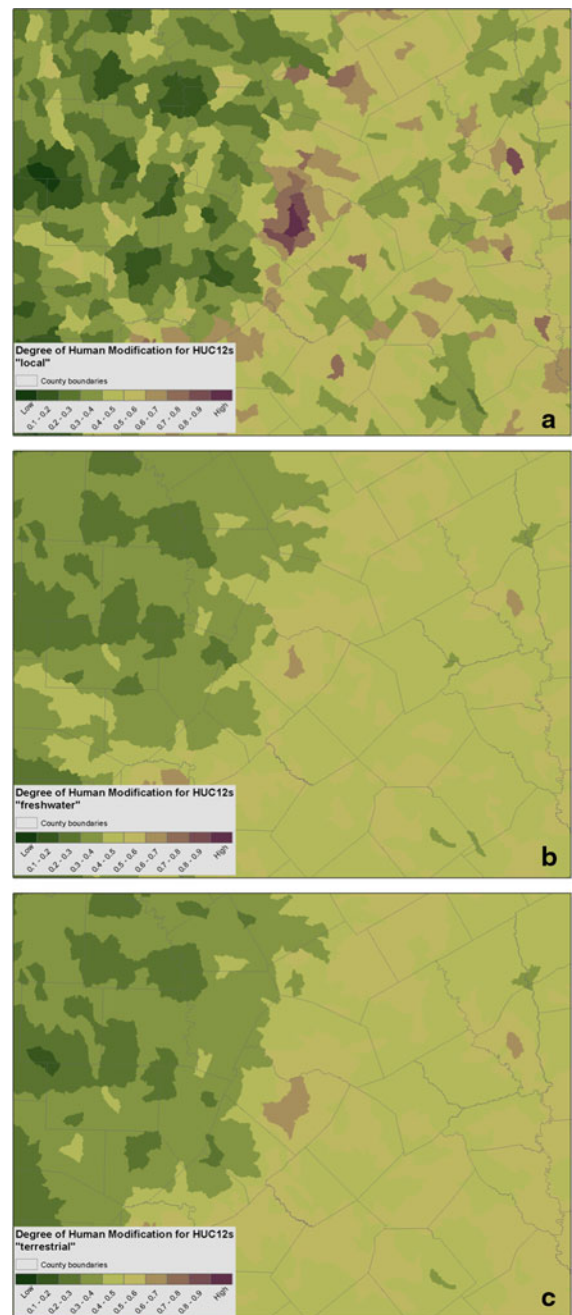 Degree of Human Modification for HUC12s
"local"
County boundaries
Low 0.1 - 0.2 0.2 - 0.3 0.3 - 0.4 0.4 - 0.5 0.5 - 0.6 0.6 - 0.7 0.7 - 0.8 0.8 - 0.9 High
a
Degree of Human Modification for HUC12s
"freshwater"
County boundaries
Low 0.1 - 0.2 0.2 - 0.3 0.3 - 0.4 0.4 - 0.5 0.5 - 0.6 0.6 - 0.7 0.7 - 0.8 0.8 - 0.9 High
b
Degree of Human Modification for HUC12s
"terrestrial"
County boundaries
Low 0.1 - 0.2 0.2 - 0.3 0.3 - 0.4 0.4 - 0.5 0.5 - 0.6 0.6 - 0.7 0.7 - 0.8 0.8 - 0.9 High
c